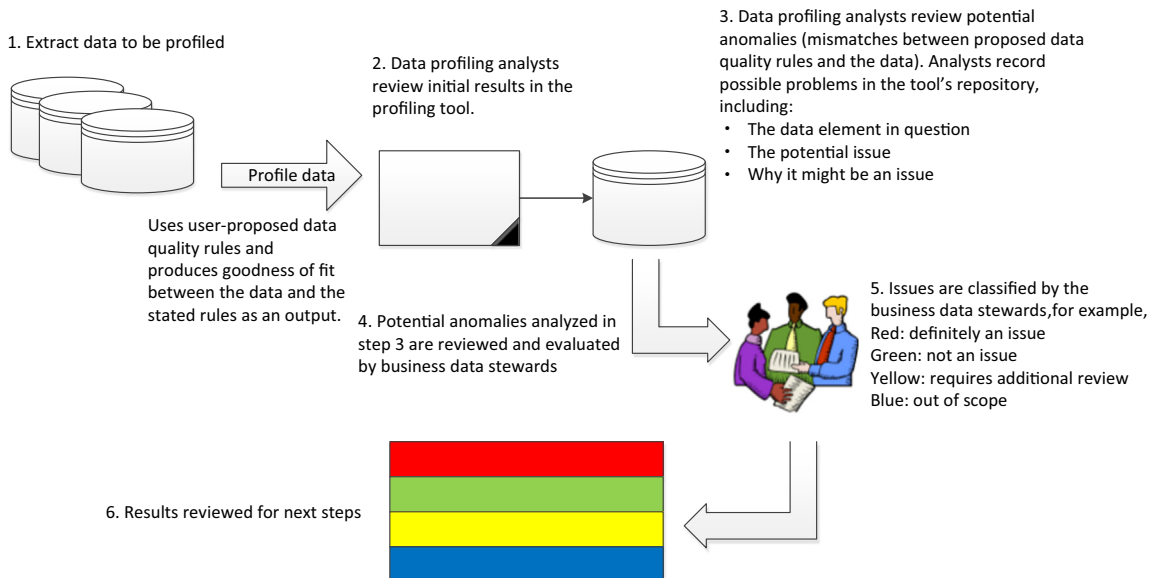 1. Extract data to be profiled
Profile data
Uses user-proposed data
quality rules and
produces goodness of fit
between the data and the
stated rules as an output.
2. Data profiling analysts
review initial results in the
profiling tool.
3. Data profiling analysts review potential
anomalies (mismatches between proposed data
quality rules and the data). Analysts record
possible problems in the tool’s repository,
including:
• The data element in question
• The potential issue
• Why it might be an issue
4. Potential anomalies analyzed in
step 3 are reviewed and evaluated
by business data stewards
5. Issues are classified by the
business data stewards,for example,
Red: definitely an issue
Green: not an issue
Yellow: requires additional review
Blue: out of scope
6. Results reviewed for next steps